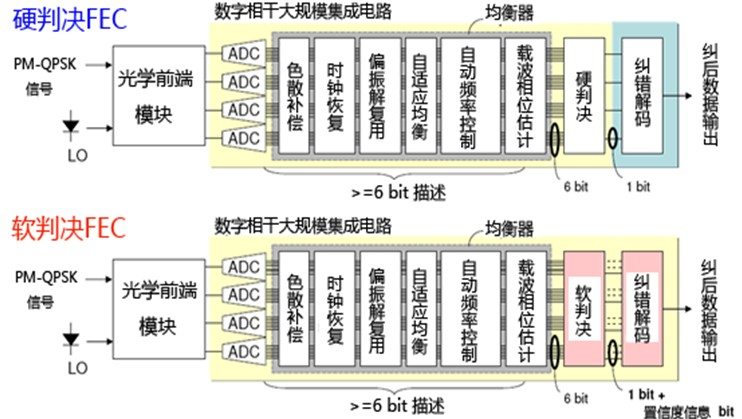 硬判决FEC
数字相干大规模集成电路
均衡器
PM-QPSK
信号
LO
光学前端
模块
ADC
ADC
ADC
ADC
色散补偿
时钟恢复
偏振解复用
自适应均衡
自动频率控制
载波相位估计
硬判决
纠错解码
纠后数据输出
>=6 bit 描述
6 bit
1 bit
软判决FEC
数字相干大规模集成电路
均衡器
PM-QPSK
信号
LO
光学前端
模块
ADC
ADC
ADC
ADC
色散补偿
时钟恢复
偏振解复用
自适应均衡
自动频率控制
载波相位估计
软判决
纠错解码
纠后数据输出
>=6 bit 描述
6 bit
1 bit +
置信度信息 bit